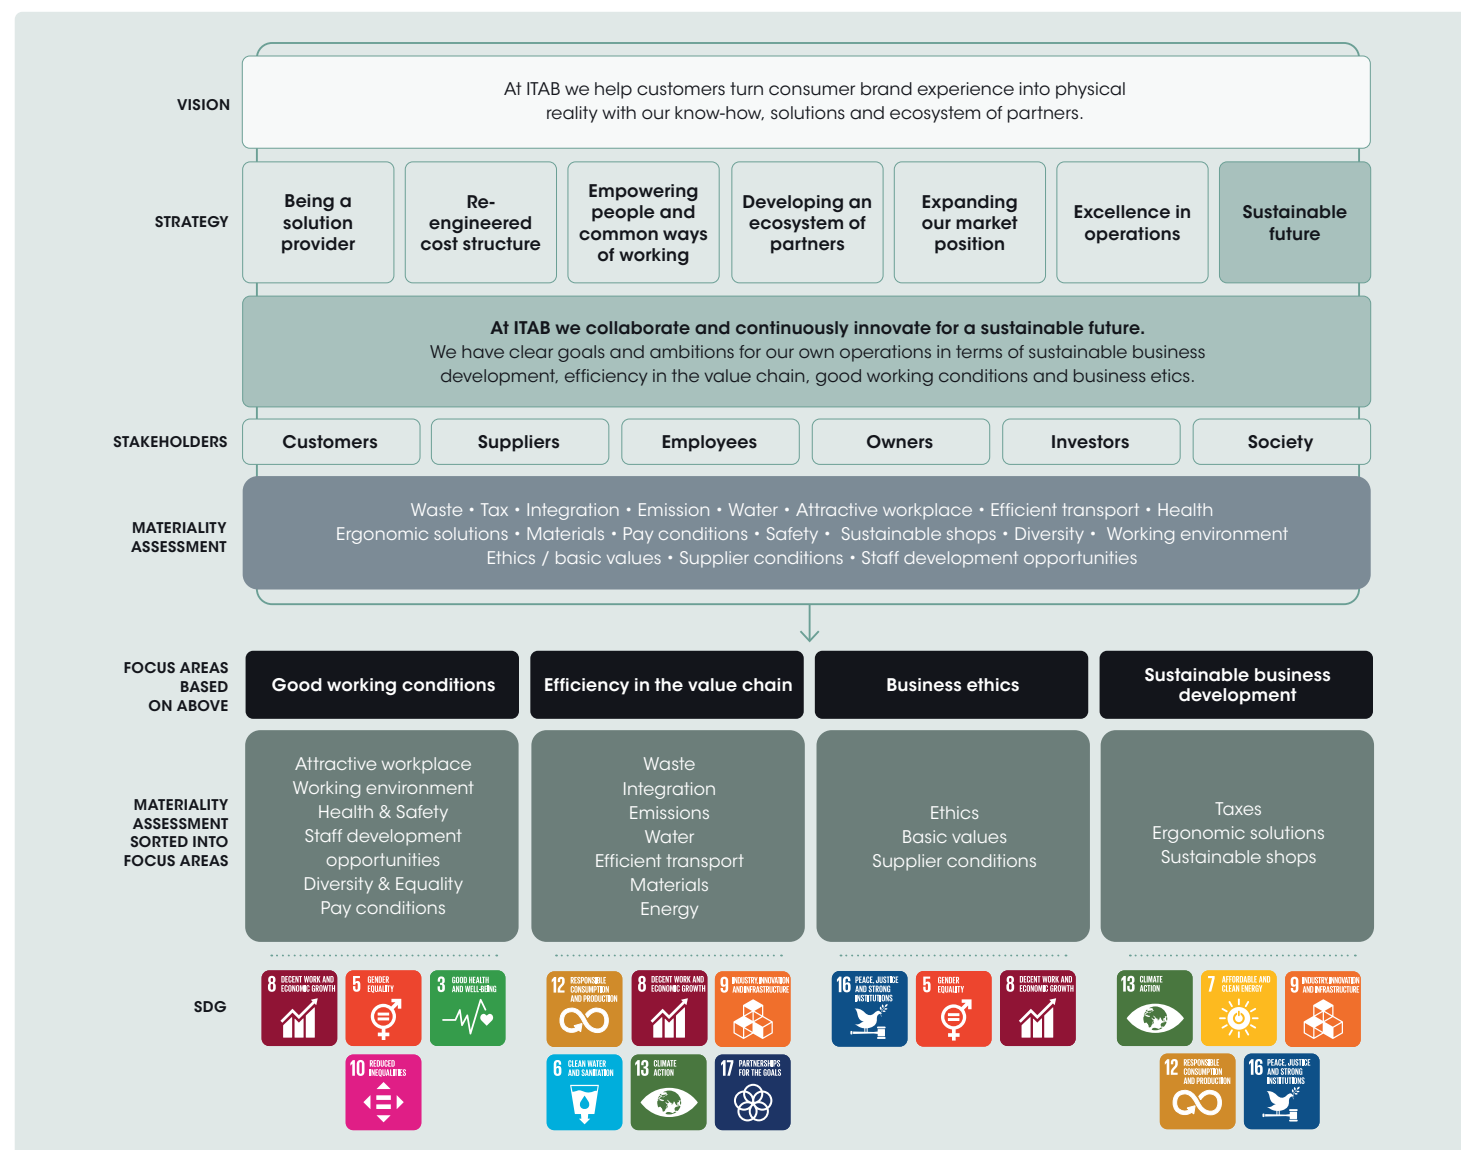 VISION
At ITAB we help customers turn consumer brand experience into physical
reality with our know-how, solutions and ecosystem of partners.
STRATEGY
Being a
solution
provider
Re-
engineered
cost structure
Empowering
people and
common ways
of working
Developing an
ecosystem of
partners
Expanding
our market
position
Excellence in
operations
Sustainable
future
At ITAB we collaborate and continuously innovate for a sustainable future.
We have clear goals and ambitions for our own operations in terms of sustainable business
development, efficiency in the value chain, good working conditions and business etics.
STAKEHOLDERS
Customers
Suppliers
Employees
Owners
Investors
Society
MATERIALITY
ASSESSMENT
Waste • Tax • Integration • Emission • Water • Attractive workplace • Efficient transport • Health
Ergonomic solutions • Materials • Pay conditions • Safety • Sustainable shops • Diversity • Working environment
Ethics / basic values • Supplier conditions • Staff development opportunities
FOCUS AREAS
BASED
ON ABOVE
Good working conditions
Efficiency in the value chain
Business ethics
Sustainable business
development
MATERIALITY
ASSESSMENT
SORTED INTO
FOCUS AREAS
Attractive workplace
Working environment
Health & Safety
Staff development
opportunities
Diversity & Equality
Pay conditions
Waste
Integration
Emissions
Water
Efficient transport
Materials
Energy
Ethics
Basic values
Supplier conditions
Taxes
Ergonomic solutions
Sustainable shops
SDG
8 DECENT WORK AND
ECONOMIC GROWTH
5 GENDER
EQUALITY
3 GOOD HEALTH
AND WELL-BEING
10 REDUCED
INEQUALITIES
12 RESPONSIBLE
CONSUMPTION
AND PRODUCTION
8 DECENT WORK AND
ECONOMIC GROWTH
9 INDUSTRY, INNOVATION
AND INFRASTRUCTURE
6 CLEAN WATER
AND SANITATION
13 CLIMATE
ACTION
17 PARTNERSHIPS
FOR THE GOALS
16 PEACE, JUSTICE
AND STRONG
INSTITUTIONS
5 GENDER
EQUALITY
8 DECENT WORK AND
ECONOMIC GROWTH
13 CLIMATE
ACTION
7 AFFORDABLE AND
CLEAN ENERGY
9 INDUSTRY, INNOVATION
AND INFRASTRUCTURE
12 RESPONSIBLE
CONSUMPTION
AND PRODUCTION
16 PEACE, JUSTICE
AND STRONG
INSTITUTIONS